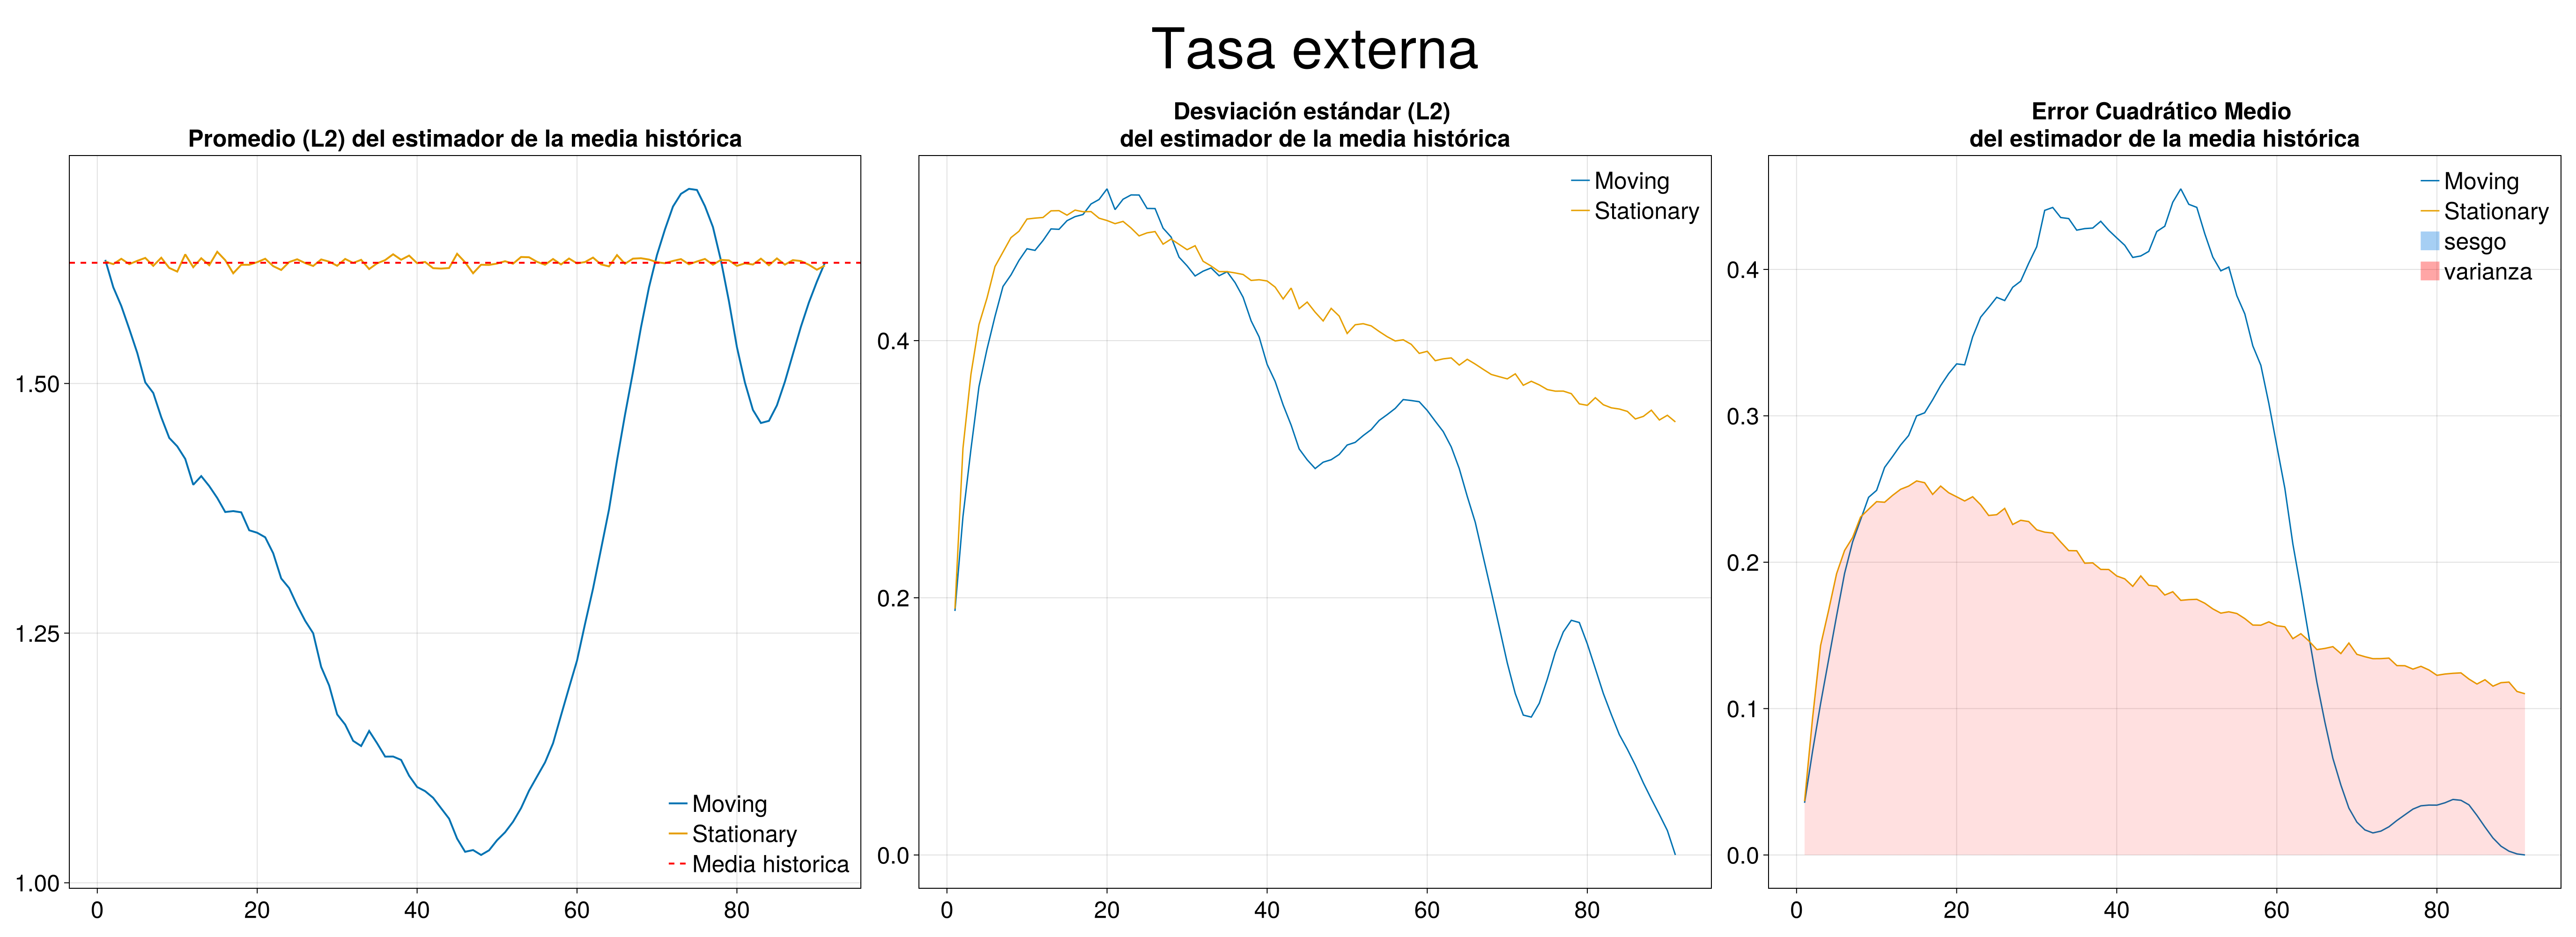 Tasa externa
Promedio (L2) del estimador de la media histórica
1.50
1.25
1.00
0
20
40
60
80
Moving
Stationary
Media historica
Desviación estándar (L2)
del estimador de la media histórica
0.4
0.2
0.0
0
20
40
60
80
Moving
Stationary
Error Cuadrático Medio
del estimador de la media histórica
0.4
0.3
0.2
0.1
0.0
0
20
40
60
80
Moving
Stationary
sesgo
varianza